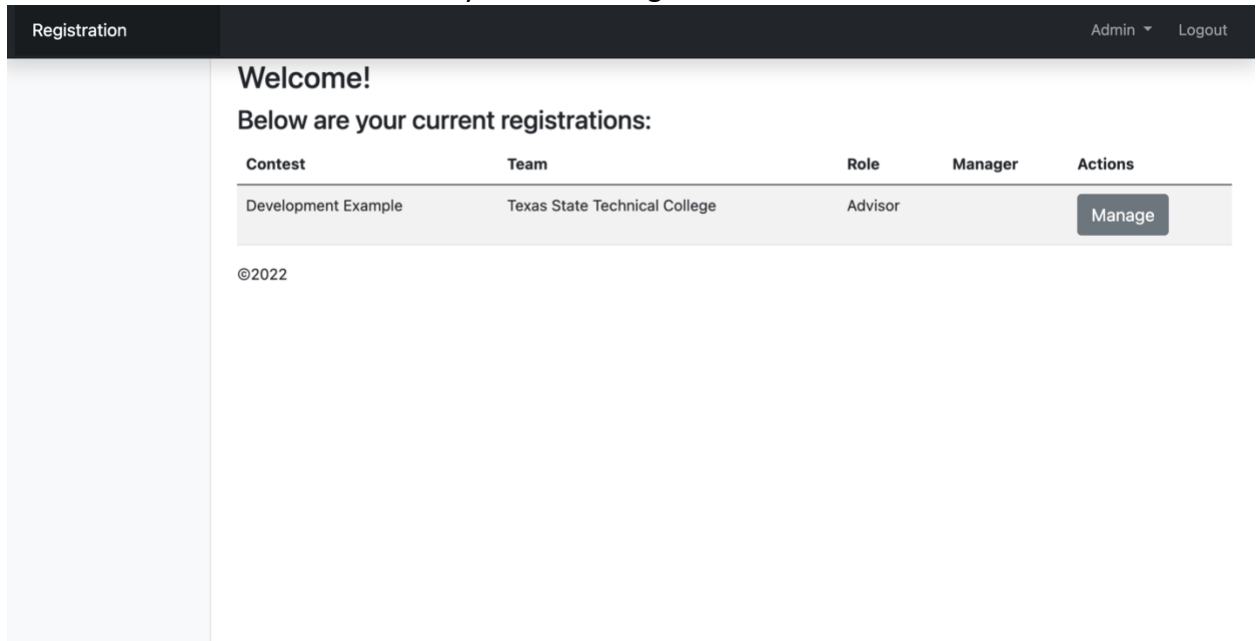 Registration Admin Logout
Welcome!
Below are your current registrations:
Contest Team Role Manager Actions
Development Example Texas State Technical College Advisor Manage
©2022